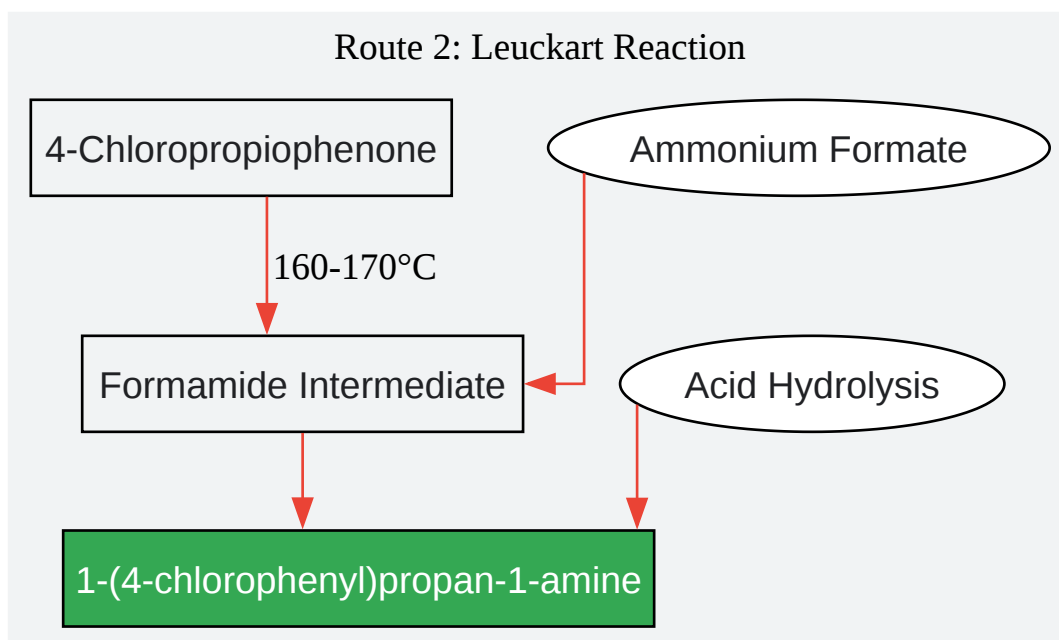 Route 2: Leuckart Reaction
4-Chloropropiophenone
Ammonium Formate
160-170°C
Formamide Intermediate
Acid Hydrolysis
1-(4-chlorophenyl)propan-1-amine